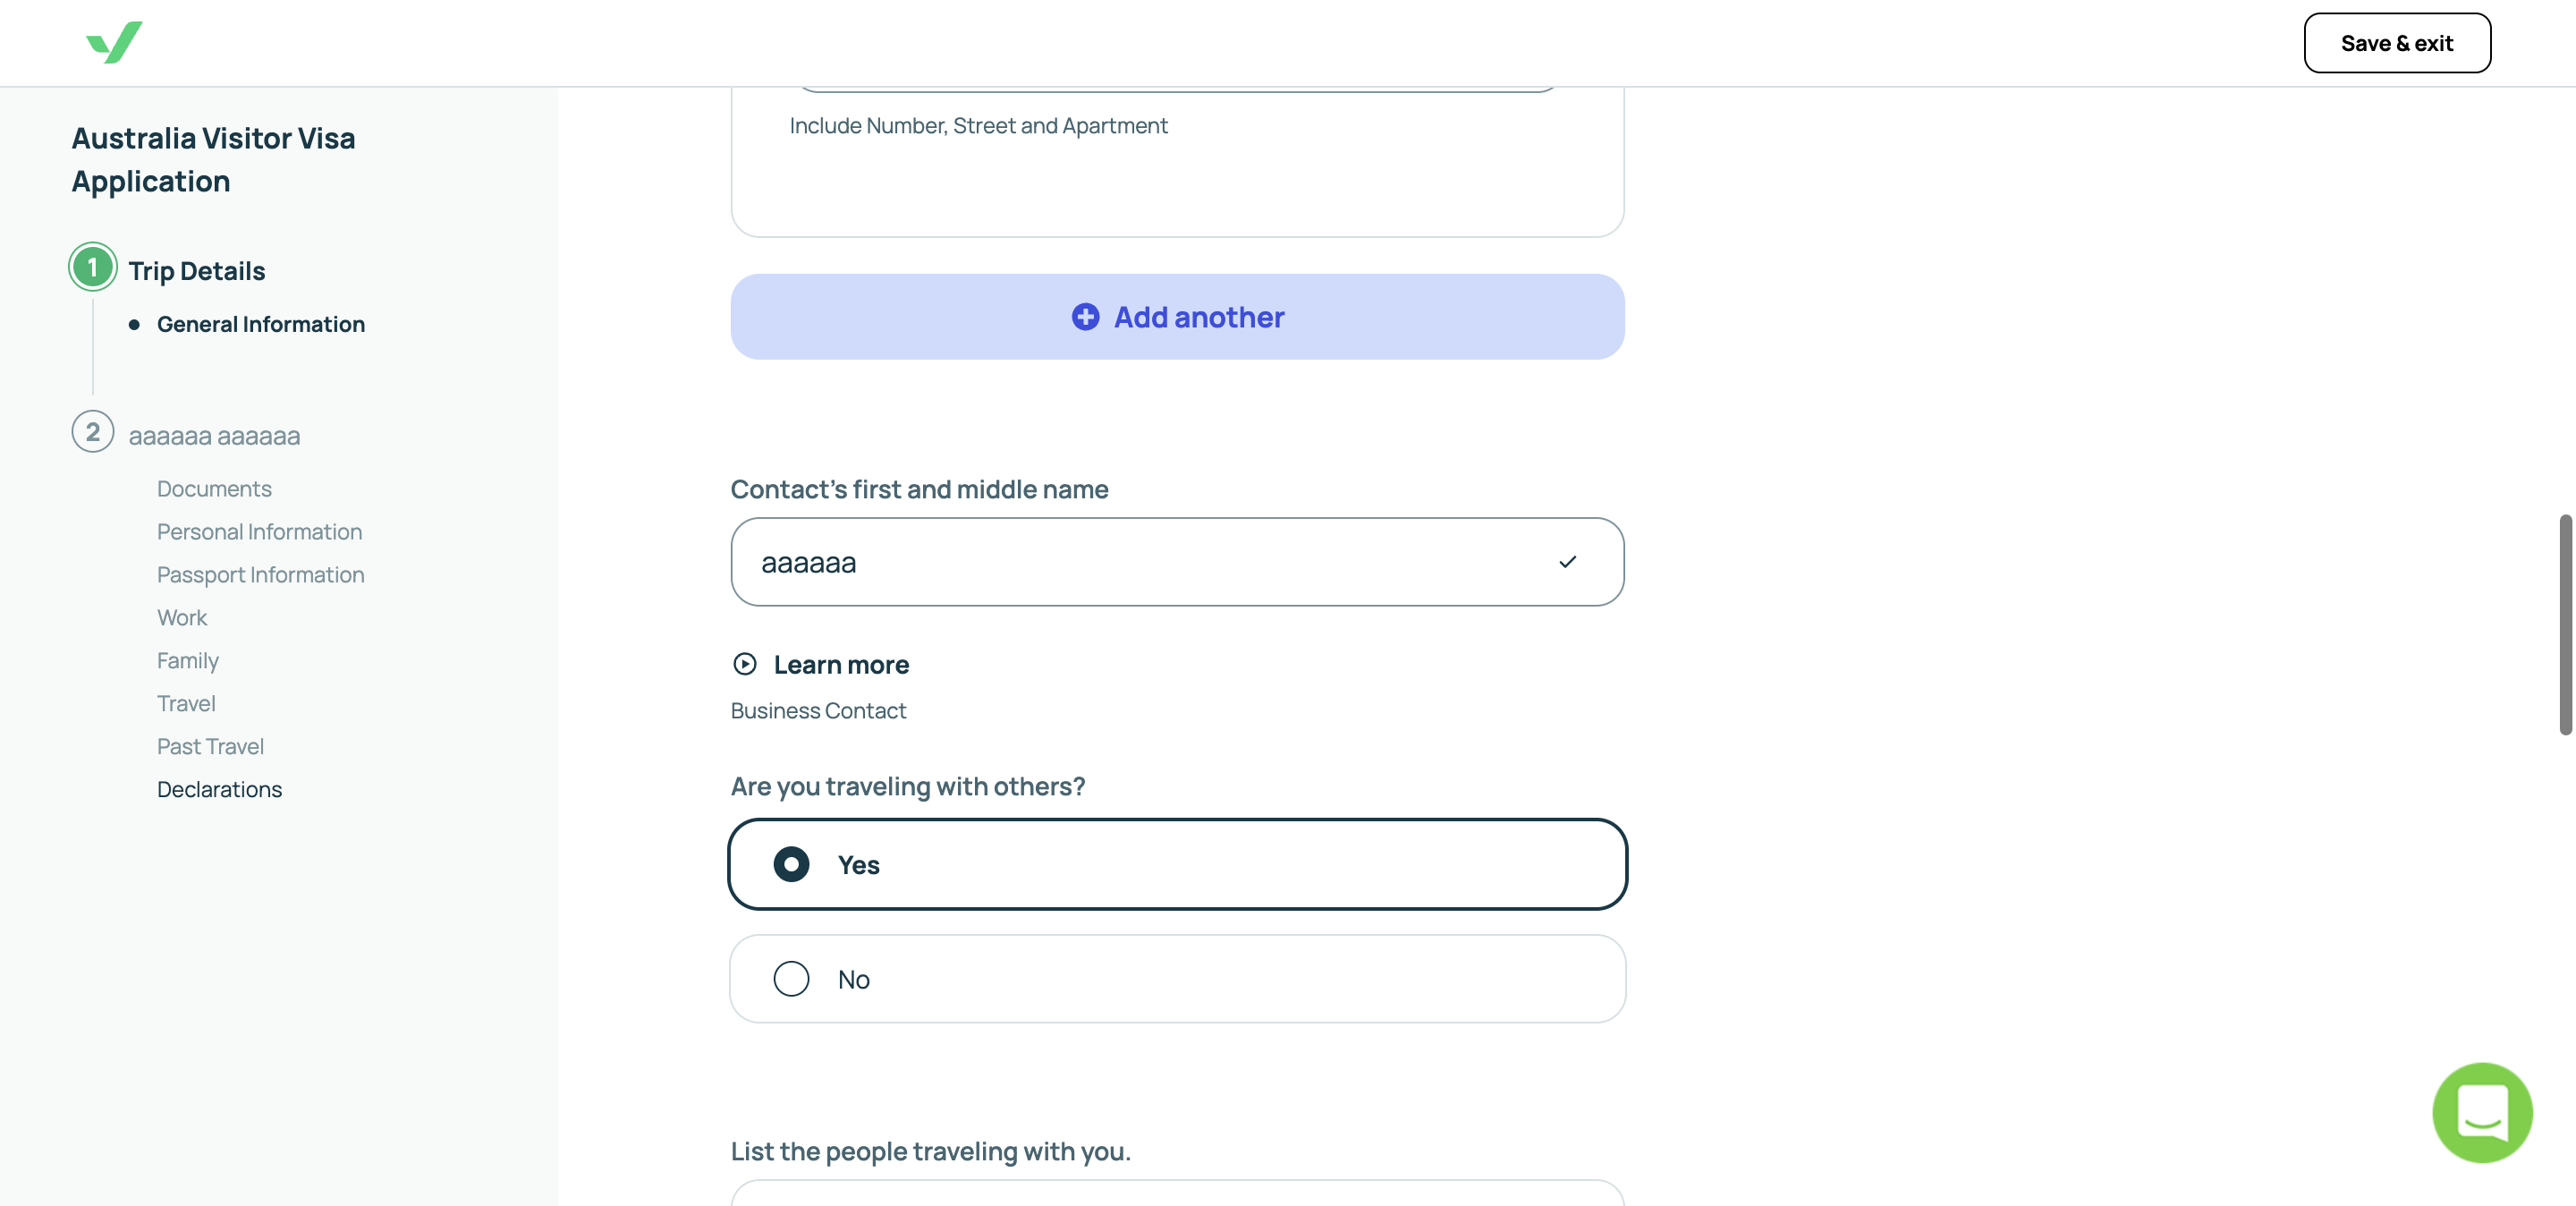 Save & exit
Australia Visitor Visa
Application
1 Trip Details
General Information
2 aaaaaa aaaaaa
Documents
Personal Information
Passport Information
Work
Family
Travel
Past Travel
Declarations
Include Number, Street and Apartment
Add another
Contact's first and middle name
aaaaaa
Learn more
Business Contact
Are you traveling with others?
Yes
No
List the people traveling with you.